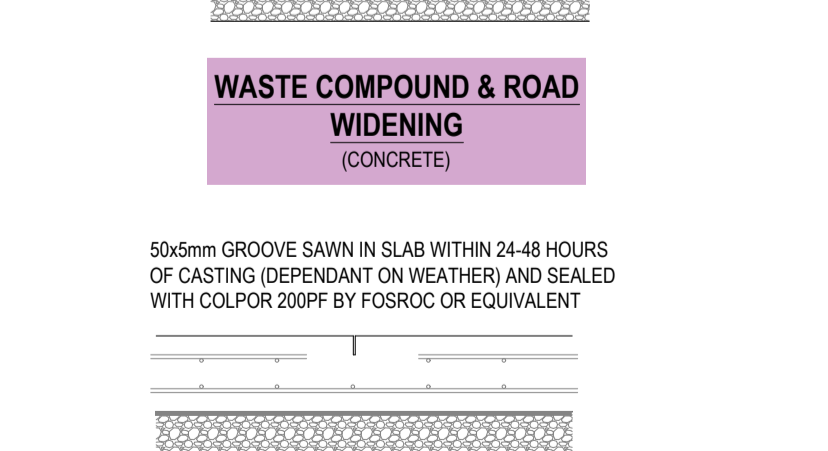 WASTE COMPOUND & ROAD
WIDENING
(CONCRETE)
50x5mm GROOVE SAWN IN SLAB WITHIN 24-48 HOURS
OF CASTING (DEPENDANT ON WEATHER) AND SEALED
WITH COLPOR 200PF BY FOSROC OR EQUIVALENT